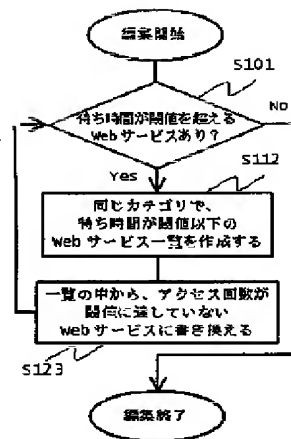 編集開始
S101
待ち時間が閾値を超える
Webサービスあり?
No
Yes
S112
同じカテゴリで、
待ち時間が閾値以下の
Webサービス一覧を作成する
一覧の中から、アクセス回数が
閾値に達していない
Webサービスに書き換える
S123
編集終了